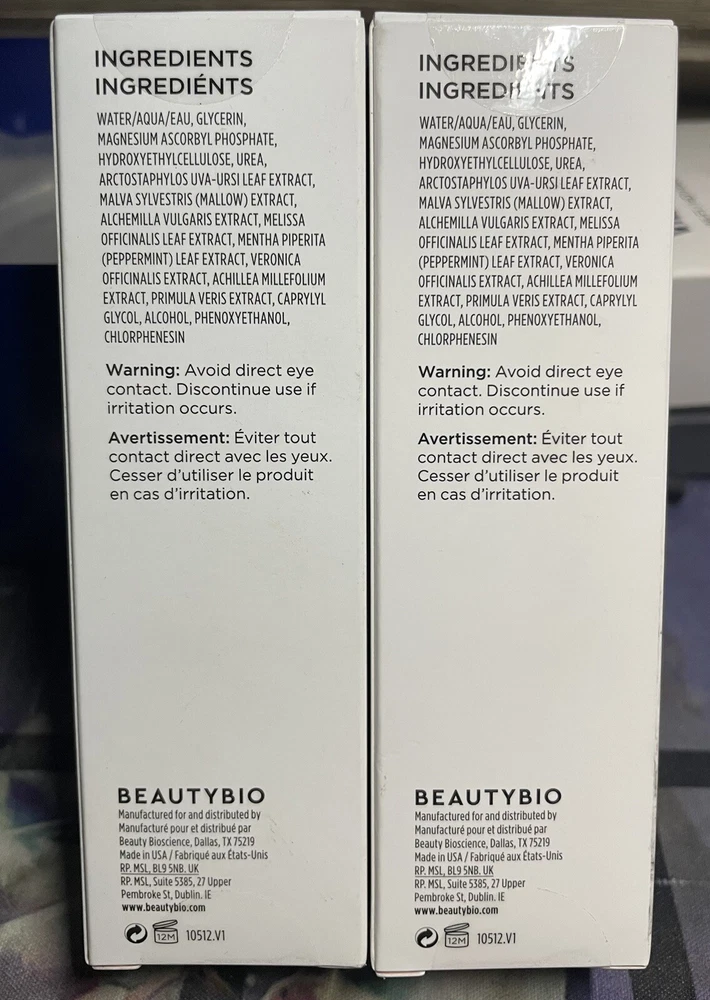 INGREDIENTS
INGREDIÉNTS
WATER/AQUA/EAU, GLYCERIN,
MAGNESIUM ASCORBYL PHOSPHATE,
HYDROXYETHYLCELLULOSE, UREA,
ARCTOSTAPHYLOS UVA-URSI LEAF EXTRACT,
MALVA SYLVESTRIS (MALLOW) EXTRACT,
ALCHEMILLA VULGARIS EXTRACT, MELISSA
OFFICINALIS LEAF EXTRACT, MENTHA PIPERITA
(PEPPERMINT) LEAF EXTRACT, VERONICA
OFFICINALIS EXTRACT, ACHILLEA MILLEFOLIUM
EXTRACT, PRIMULA VERIS EXTRACT, CAPRYLYL
GLYCOL, ALCOHOL, PHENOXYETHANOL,
CHLORPHENESIN
Warning: Avoid direct eye
contact. Discontinue use if
irritation occurs.
Avertissement: Éviter tout
contact direct avec les yeux.
Cesser d'utiliser le produit
en cas d'irritation.
BEAUTYBIO
Manufactured for and distributed by
Manufacturé pour et distribué par
Beauty Bioscience, Dallas, TX 75219
Made in USA / Fabriqué aux États-Unis
RP. MSL, BL9 5NB. UK
RP. MSL, Suite 5385, 27 Upper
Pembroke St, Dublin. IE
www.beautybio.com
12M 10512.V1
INGREDIENTS
INGREDIÉNTS
WATER/AQUA/EAU, GLYCERIN,
MAGNESIUM ASCORBYL PHOSPHATE,
HYDROXYETHYLCELLULOSE, UREA,
ARCTOSTAPHYLOS UVA-URSI LEAF EXTRACT,
MALVA SYLVESTRIS (MALLOW) EXTRACT,
ALCHEMILLA VULGARIS EXTRACT, MELISSA
OFFICINALIS LEAF EXTRACT, MENTHA PIPERITA
(PEPPERMINT) LEAF EXTRACT, VERONICA
OFFICINALIS EXTRACT, ACHILLEA MILLEFOLIUM
EXTRACT, PRIMULA VERIS EXTRACT, CAPRYLYL
GLYCOL, ALCOHOL, PHENOXYETHANOL,
CHLORPHENESIN
Warning: Avoid direct eye
contact. Discontinue use if
irritation occurs.
Avertissement: Éviter tout
contact direct avec les yeux.
Cesser d'utiliser le produit
en cas d'irritation.
BEAUTYBIO
Manufactured for and distributed by
Manufacturé pour et distribué par
Beauty Bioscience, Dallas, TX 75219
Made in USA / Fabriqué aux États-Unis
RP. MSL, BL9 5NB. UK
RP. MSL, Suite 5385, 27 Upper
Pembroke St, Dublin. IE
www.beautybio.com
12M 10512.V1